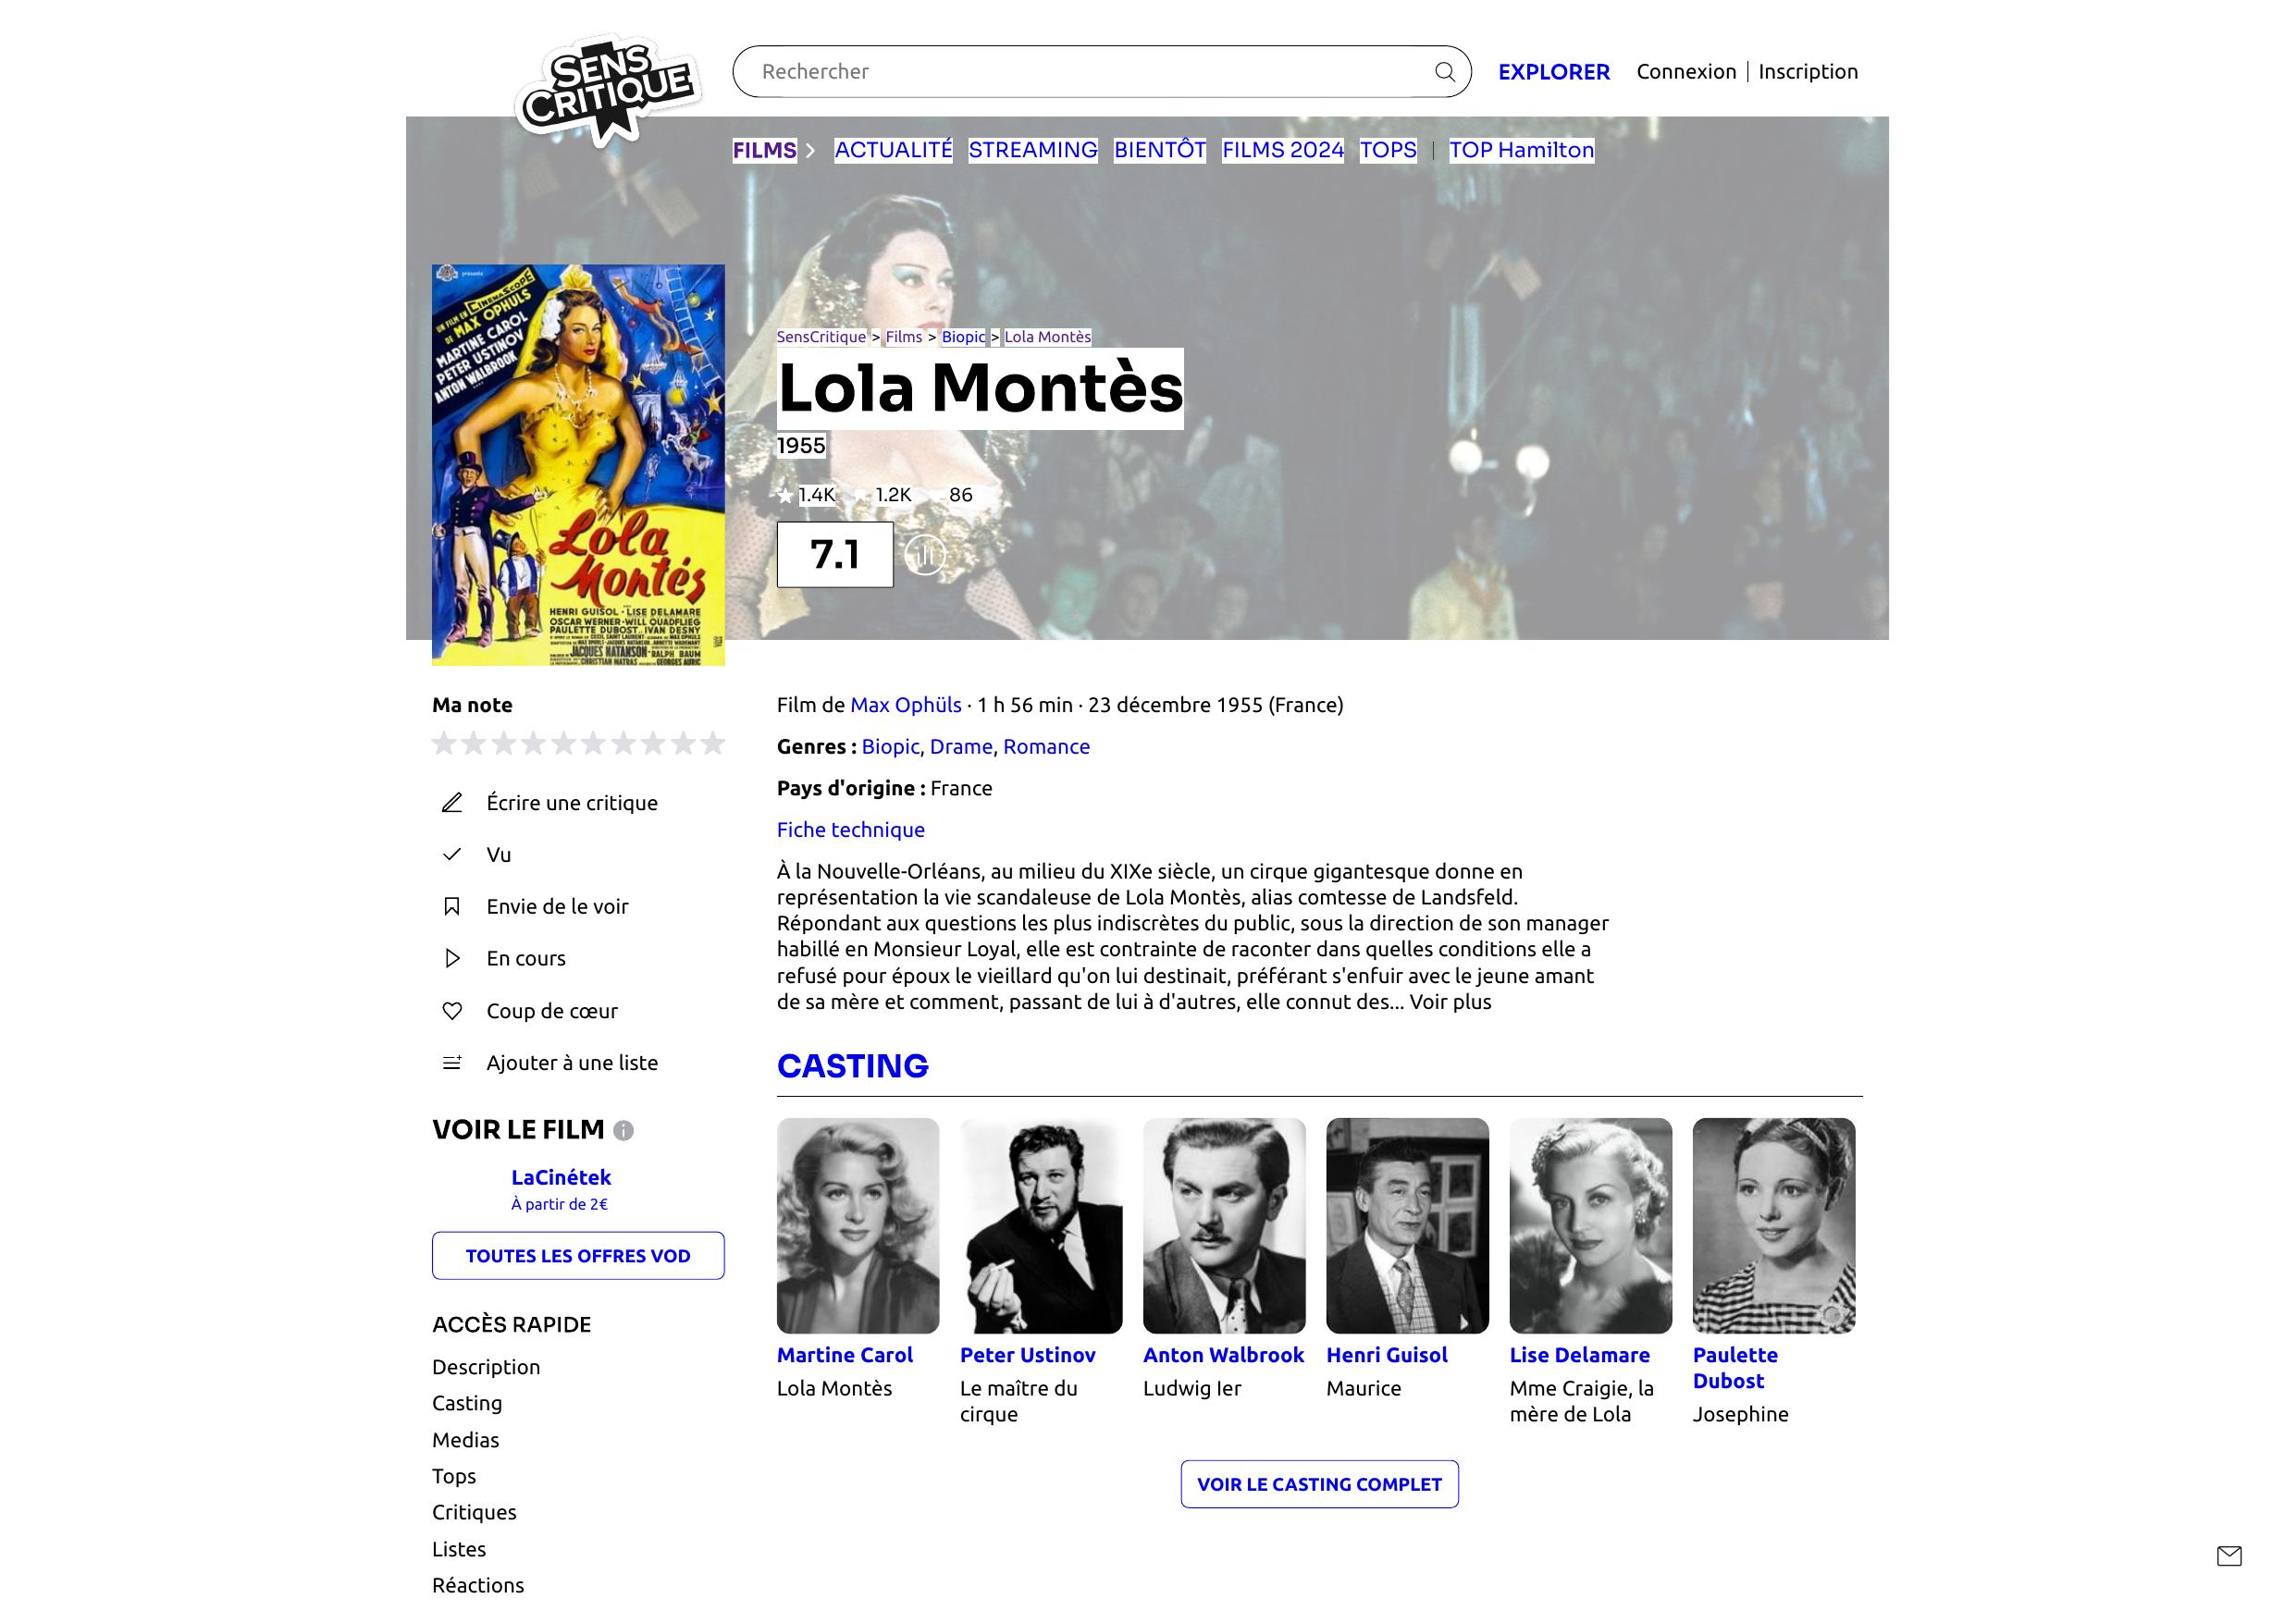 SENS
CRITIQUE
Rechercher
EXPLORER
Connexion | Inscription
FILMS
ACTUALITÉ
STREAMING
BIENTÔT
FILMS 2024
TOPS
| TOP Hamilton
présente
UN FILM EN CINEMASCOPE
DE MAX OPHULS
MARTINE CAROL
PETER USTINOV
ANTON WALBROOK
Lola
Montés
HENRI GUISOL • LISE DELAMARE
OSCAR WERNER • WILL QUADFLIEG
PAULETTE DUBOST • IVAN DESNY
JACQUES NATANSON • RALPH BAUM
CHRISTIAN MATRAS
GEORGES AURIC
SensCritique > Films > Biopic > Lola Montès
Lola Montès
1955
1.4K 1.2K 86
7.1
Ma note
Écrire une critique
Vu
Envie de le voir
En cours
Coup de cœur
Ajouter à une liste
VOIR LE FILM
LaCinétek
À partir de 2€
TOUTES LES OFFRES VOD
ACCÈS RAPIDE
Description
Casting
Medias
Tops
Critiques
Listes
Réactions
Film de Max Ophüls · 1 h 56 min · 23 décembre 1955 (France)
Genres : Biopic, Drame, Romance
Pays d'origine : France
Fiche technique
À la Nouvelle-Orléans, au milieu du XIXe siècle, un cirque gigantesque donne en
représentation la vie scandaleuse de Lola Montès, alias comtesse de Landsfeld.
Répondant aux questions les plus indiscrètes du public, sous la direction de son manager
habillé en Monsieur Loyal, elle est contrainte de raconter dans quelles conditions elle a
refusé pour époux le vieillard qu'on lui destinait, préférant s'enfuir avec le jeune amant
de sa mère et comment, passant de lui à d'autres, elle connut des... Voir plus
CASTING
Martine Carol
Lola Montès
Peter Ustinov
Le maître du
cirque
Anton Walbrook
Ludwig Ier
Henri Guisol
Maurice
Lise Delamare
Mme Craigie, la
mère de Lola
Paulette
Dubost
Josephine
VOIR LE CASTING COMPLET